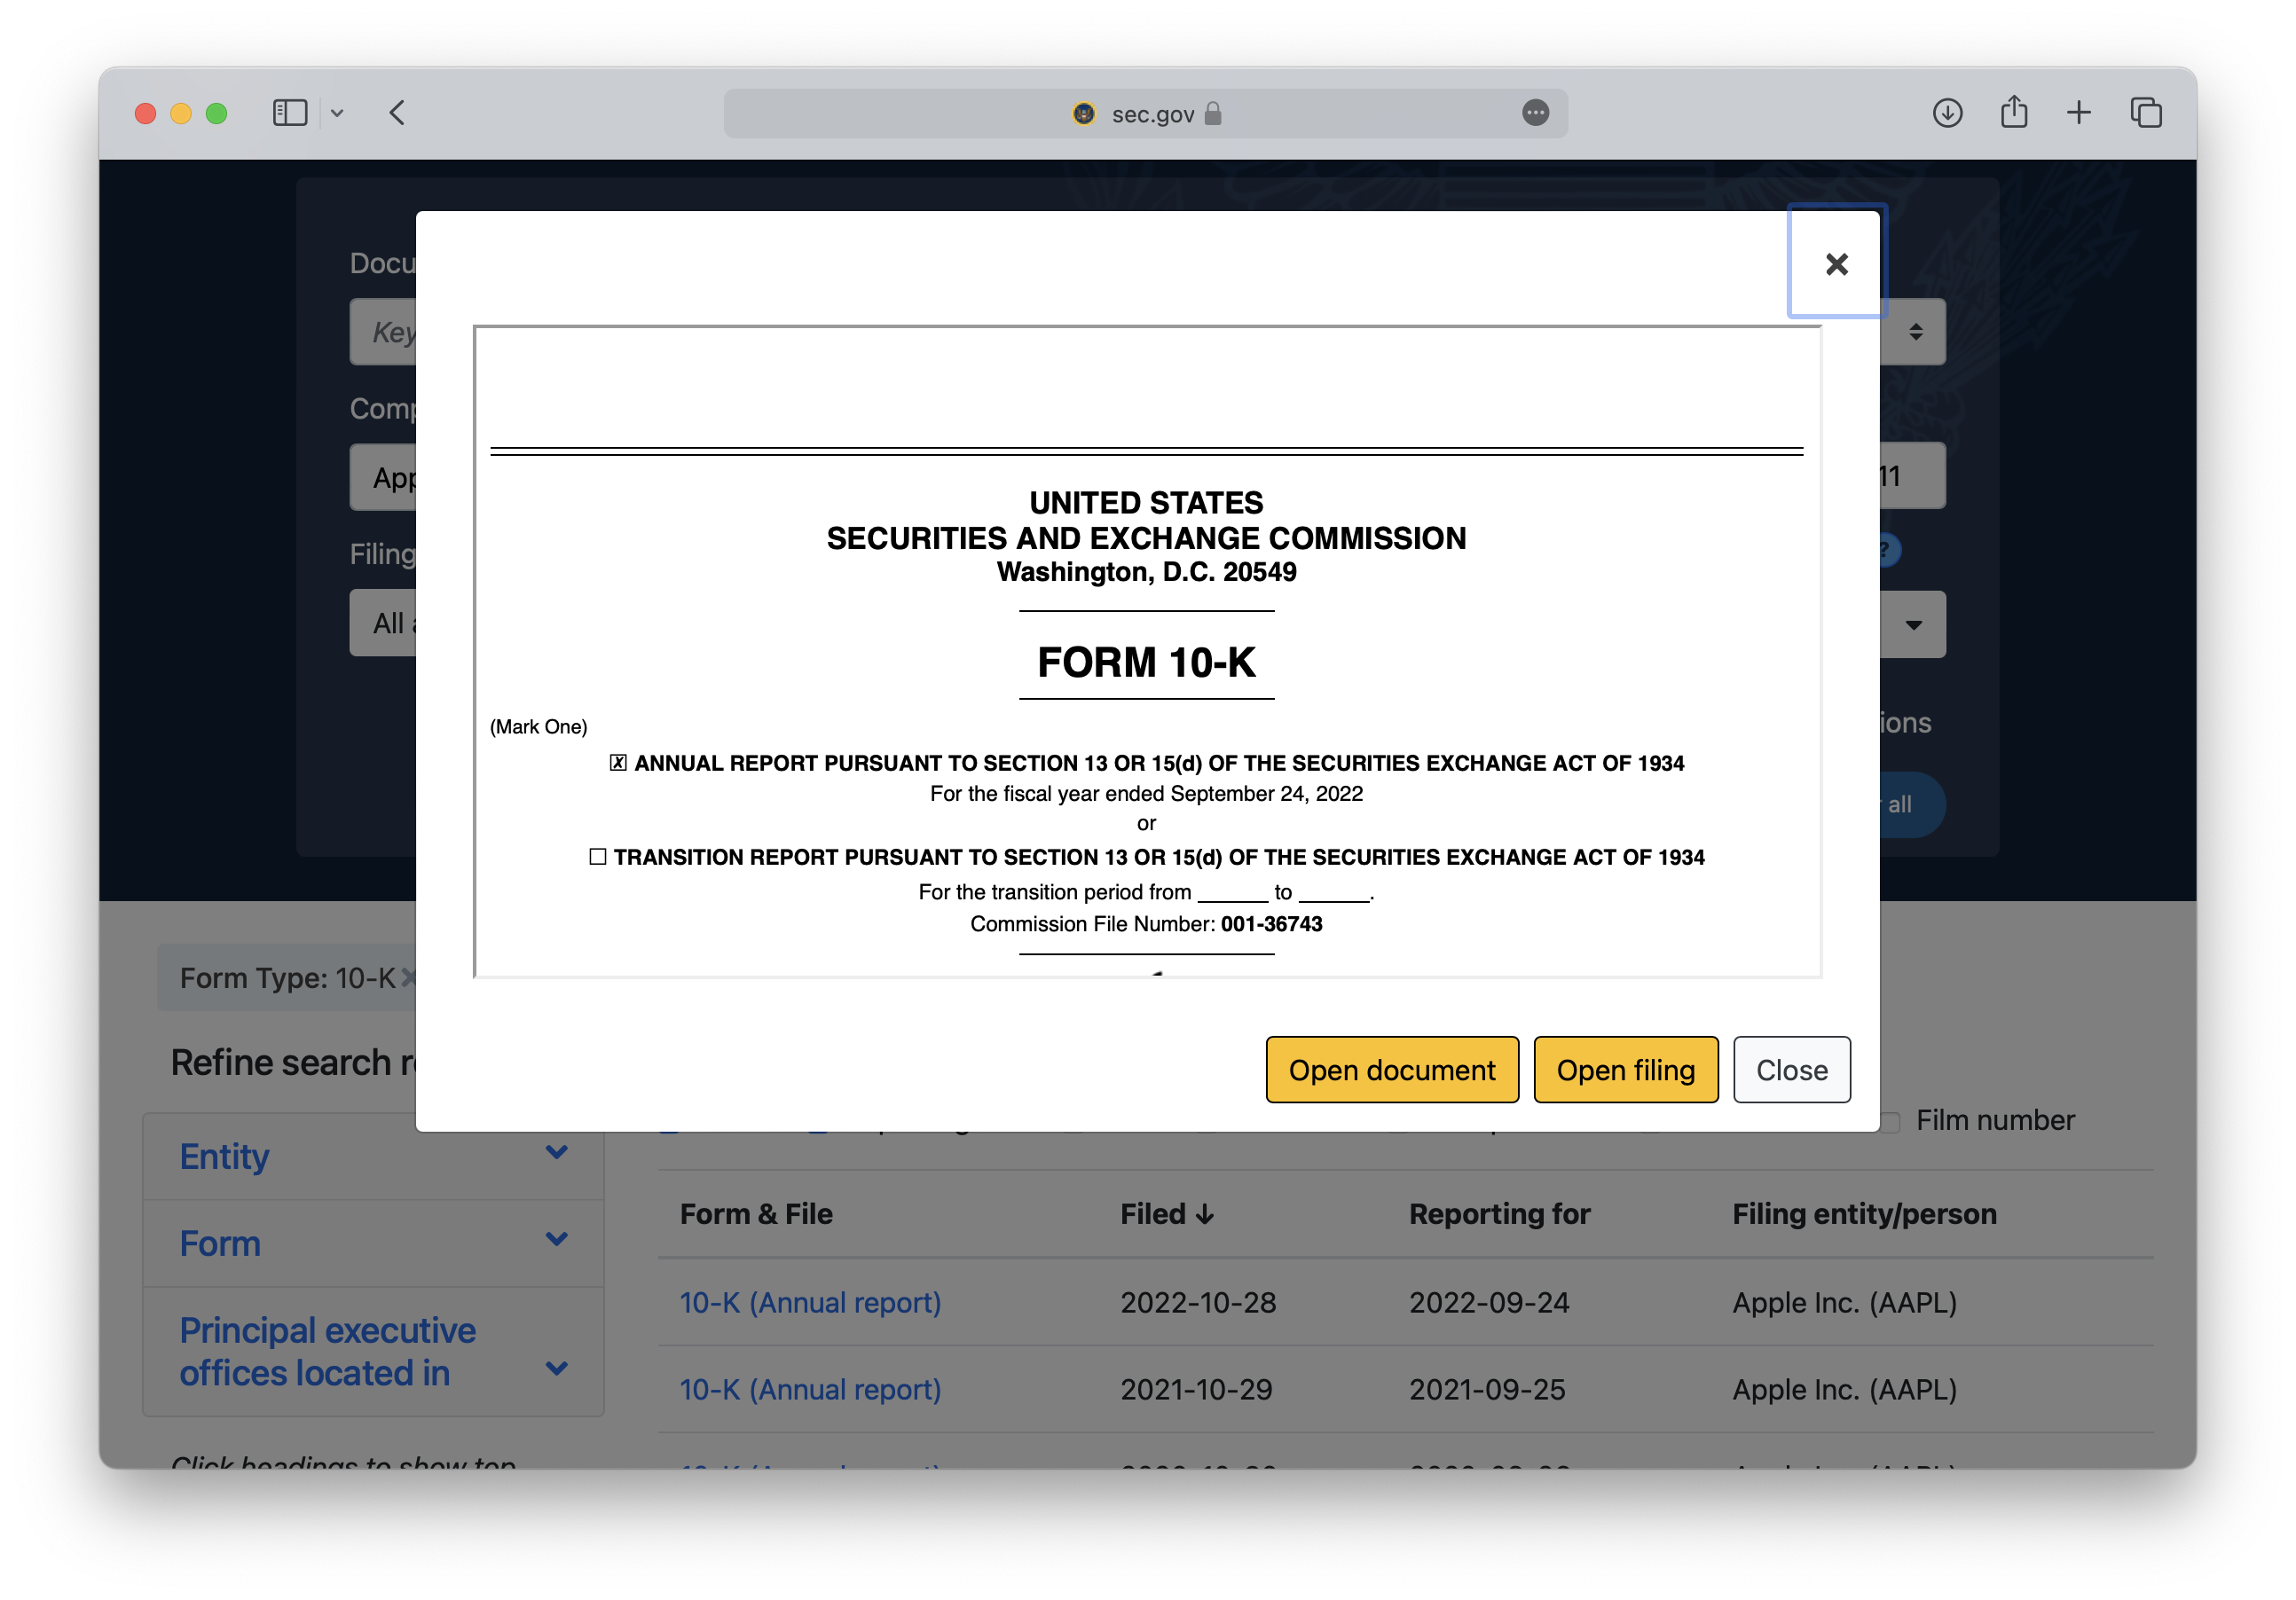 sec.gov
Docu
Key
Comp
App
11
Filing
?
All
ions
all
UNITED STATES
SECURITIES AND EXCHANGE COMMISSION
Washington, D.C. 20549
FORM 10-K
(Mark One)
☒ ANNUAL REPORT PURSUANT TO SECTION 13 OR 15(d) OF THE SECURITIES EXCHANGE ACT OF 1934
For the fiscal year ended September 24, 2022
or
☐ TRANSITION REPORT PURSUANT TO SECTION 13 OR 15(d) OF THE SECURITIES EXCHANGE ACT OF 1934
For the transition period from ______ to ______.
Commission File Number: 001-36743
Open document Open filing Close
Form Type: 10-K
Refine search r
Entity
Form
Principal executive
offices located in
Click headings to show top
Film number
Form & File Filed ↓ Reporting for Filing entity/person
10-K (Annual report) 2022-10-28 2022-09-24 Apple Inc. (AAPL)
10-K (Annual report) 2021-10-29 2021-09-25 Apple Inc. (AAPL)